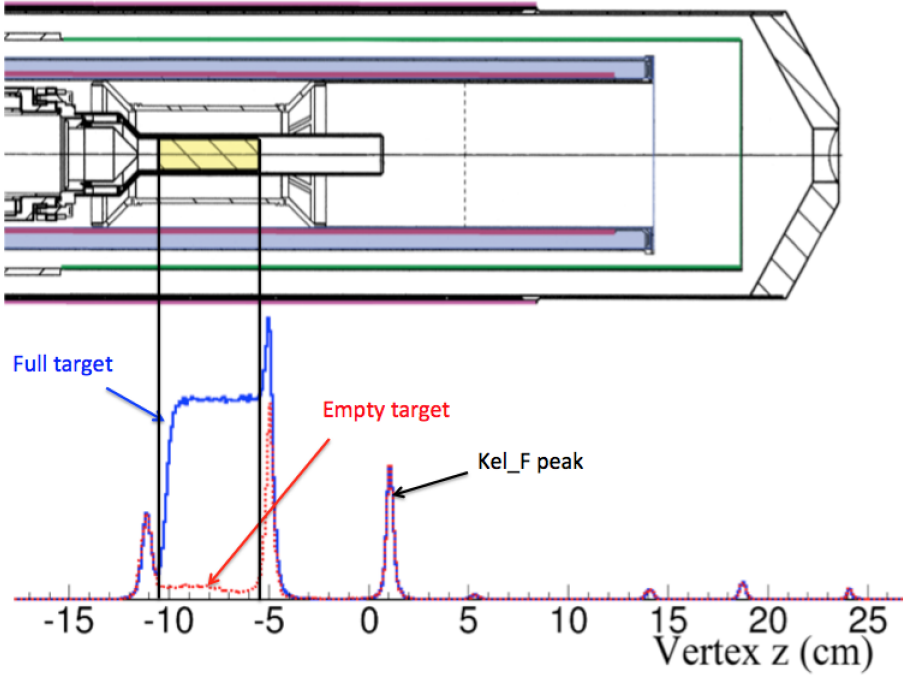 Full target
Empty target
Kel_F peak
-15 -10 -5 0 5 10 15 20 25
Vertex z (cm)